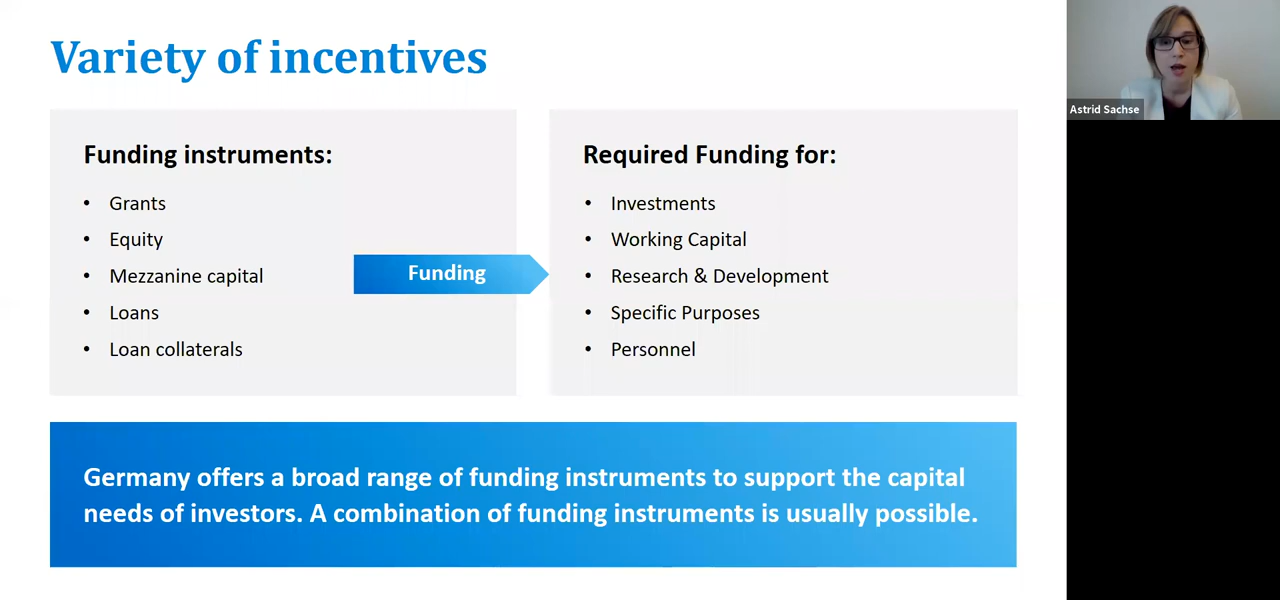 Variety of incentives
Astrid Sachse
Funding instruments:
• Grants
• Equity
• Mezzanine capital
• Loans
• Loan collaterals
Funding
Required Funding for:
• Investments
• Working Capital
• Research & Development
• Specific Purposes
• Personnel
Germany offers a broad range of funding instruments to support the capital
needs of investors. A combination of funding instruments is usually possible.